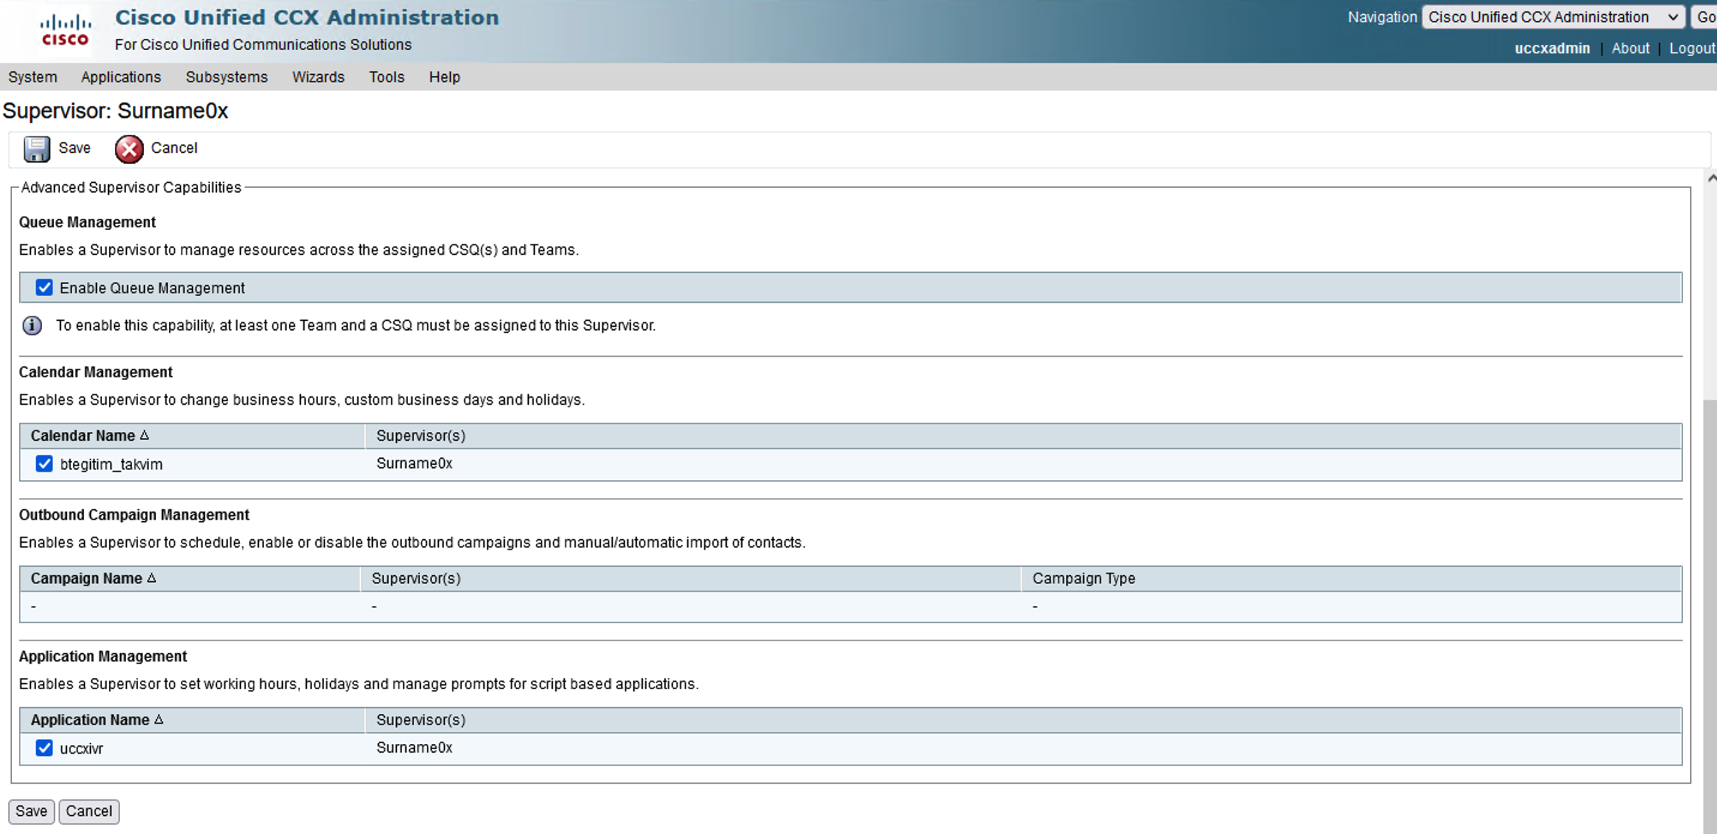 Cisco Unified CCX Administration
For Cisco Unified Communications Solutions
CISCO
Navigation Cisco Unified CCX Administration Go
uccxadmin | About | Logout
System Applications Subsystems Wizards Tools Help
Supervisor: Surname0x
Save Cancel
Advanced Supervisor Capabilities
Queue Management
Enables a Supervisor to manage resources across the assigned CSQ(s) and Teams.
Enable Queue Management
To enable this capability, at least one Team and a CSQ must be assigned to this Supervisor.
Calendar Management
Enables a Supervisor to change business hours, custom business days and holidays.
Calendar Name Supervisor(s)
btegitim_takvim Surname0x
Outbound Campaign Management
Enables a Supervisor to schedule, enable or disable the outbound campaigns and manual/automatic import of contacts.
Campaign Name Supervisor(s) Campaign Type
- - -
Application Management
Enables a Supervisor to set working hours, holidays and manage prompts for script based applications.
Application Name Supervisor(s)
uccxivr Surname0x
Save Cancel